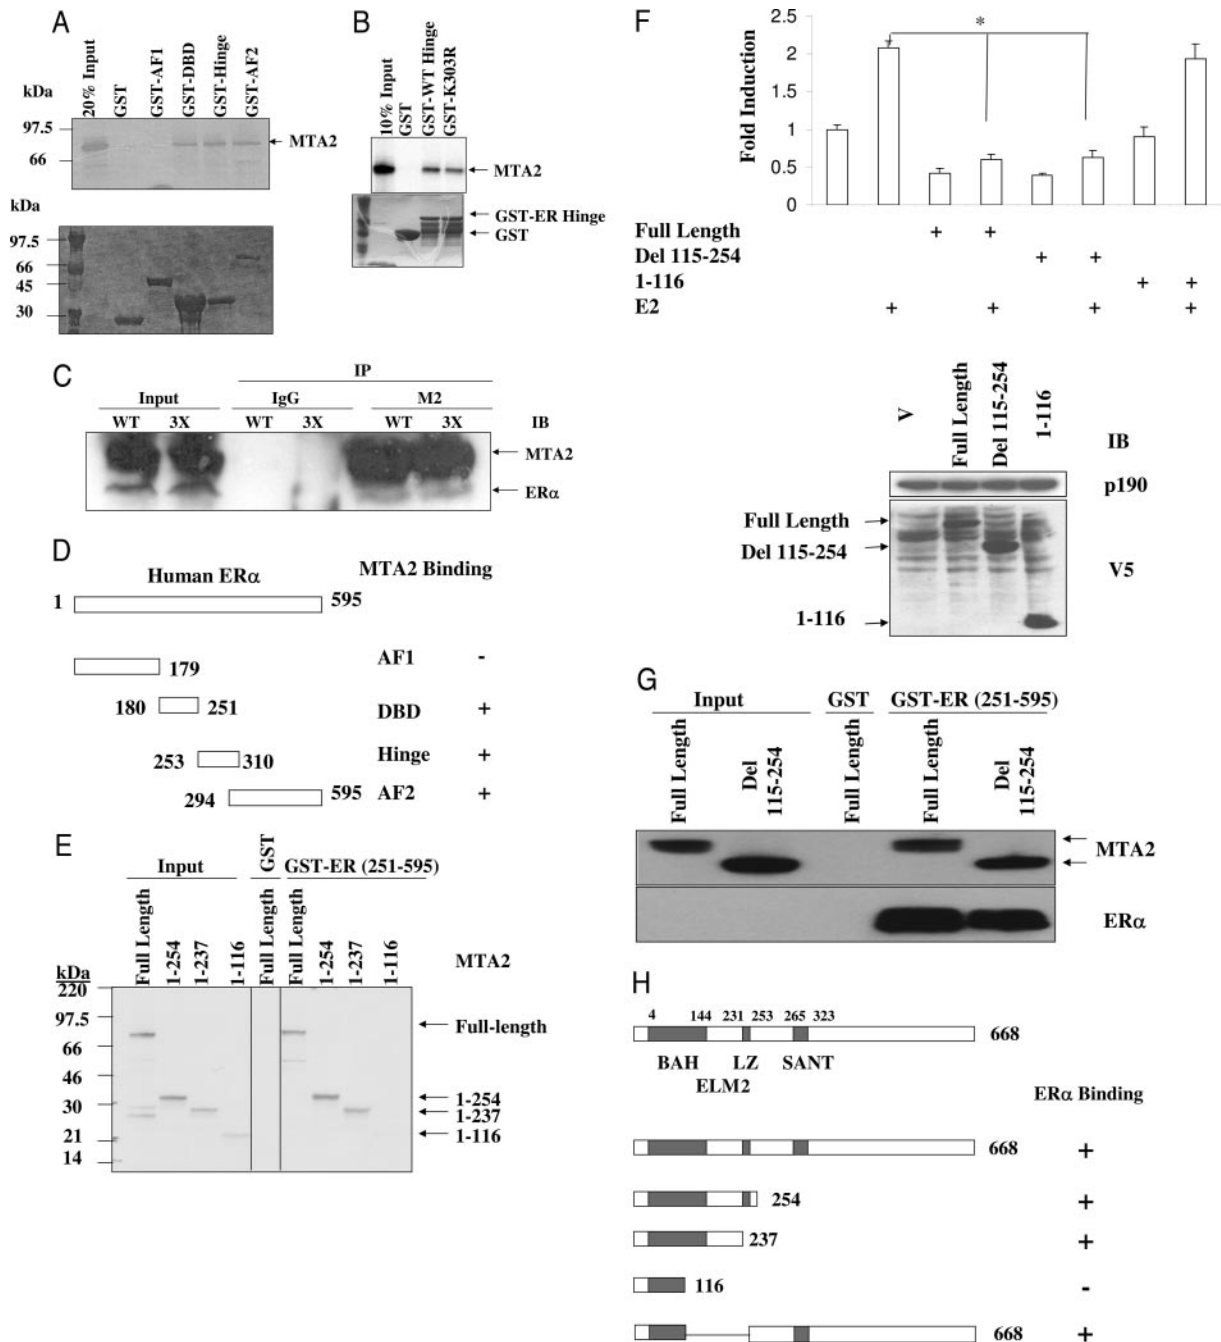 A
20% Input
GST
GST-AF1
GST-DBD
GST-Hinge
GST-AF2
kDa
97.5
66
MTA2
kDa
97.5
66
45
30
B
10% Input
GST
GST-WT Hinge
GST-K303R
MTA2
GST-ER Hinge
GST
C
IP
Input IgG M2
WT 3X WT 3X WT 3X IB
MTA2
ERα
D
Human ERα MTA2 Binding
1 595
179 AF1 -
180 251 DBD +
253 310 Hinge +
294 595 AF2 +
E
Input GST GST-ER (251-595)
Full Length
1-254
1-237
1-116
Full Length
Full Length
1-254
1-237
1-116
MTA2
kDa
220
97.5
66
46
30
21
14
Full-length
1-254
1-237
1-116
F
Fold Induction
2.5
2
1.5
1
0.5
0
*
Full Length + +
Del 115-254 + +
1-116 + +
E2 + + + +
V
Full Length
Del 115-254
1-116
IB
p190
Full Length
Del 115-254
1-116
V5
G
Input GST GST-ER (251-595)
Full Length
Del 115-254
Full Length
Full Length
Del 115-254
MTA2
ERα
H
4 144 231 253 265 323
668
BAH LZ SANT
ELM2
ERα Binding
668 +
254 +
237 +
116 -
668 +